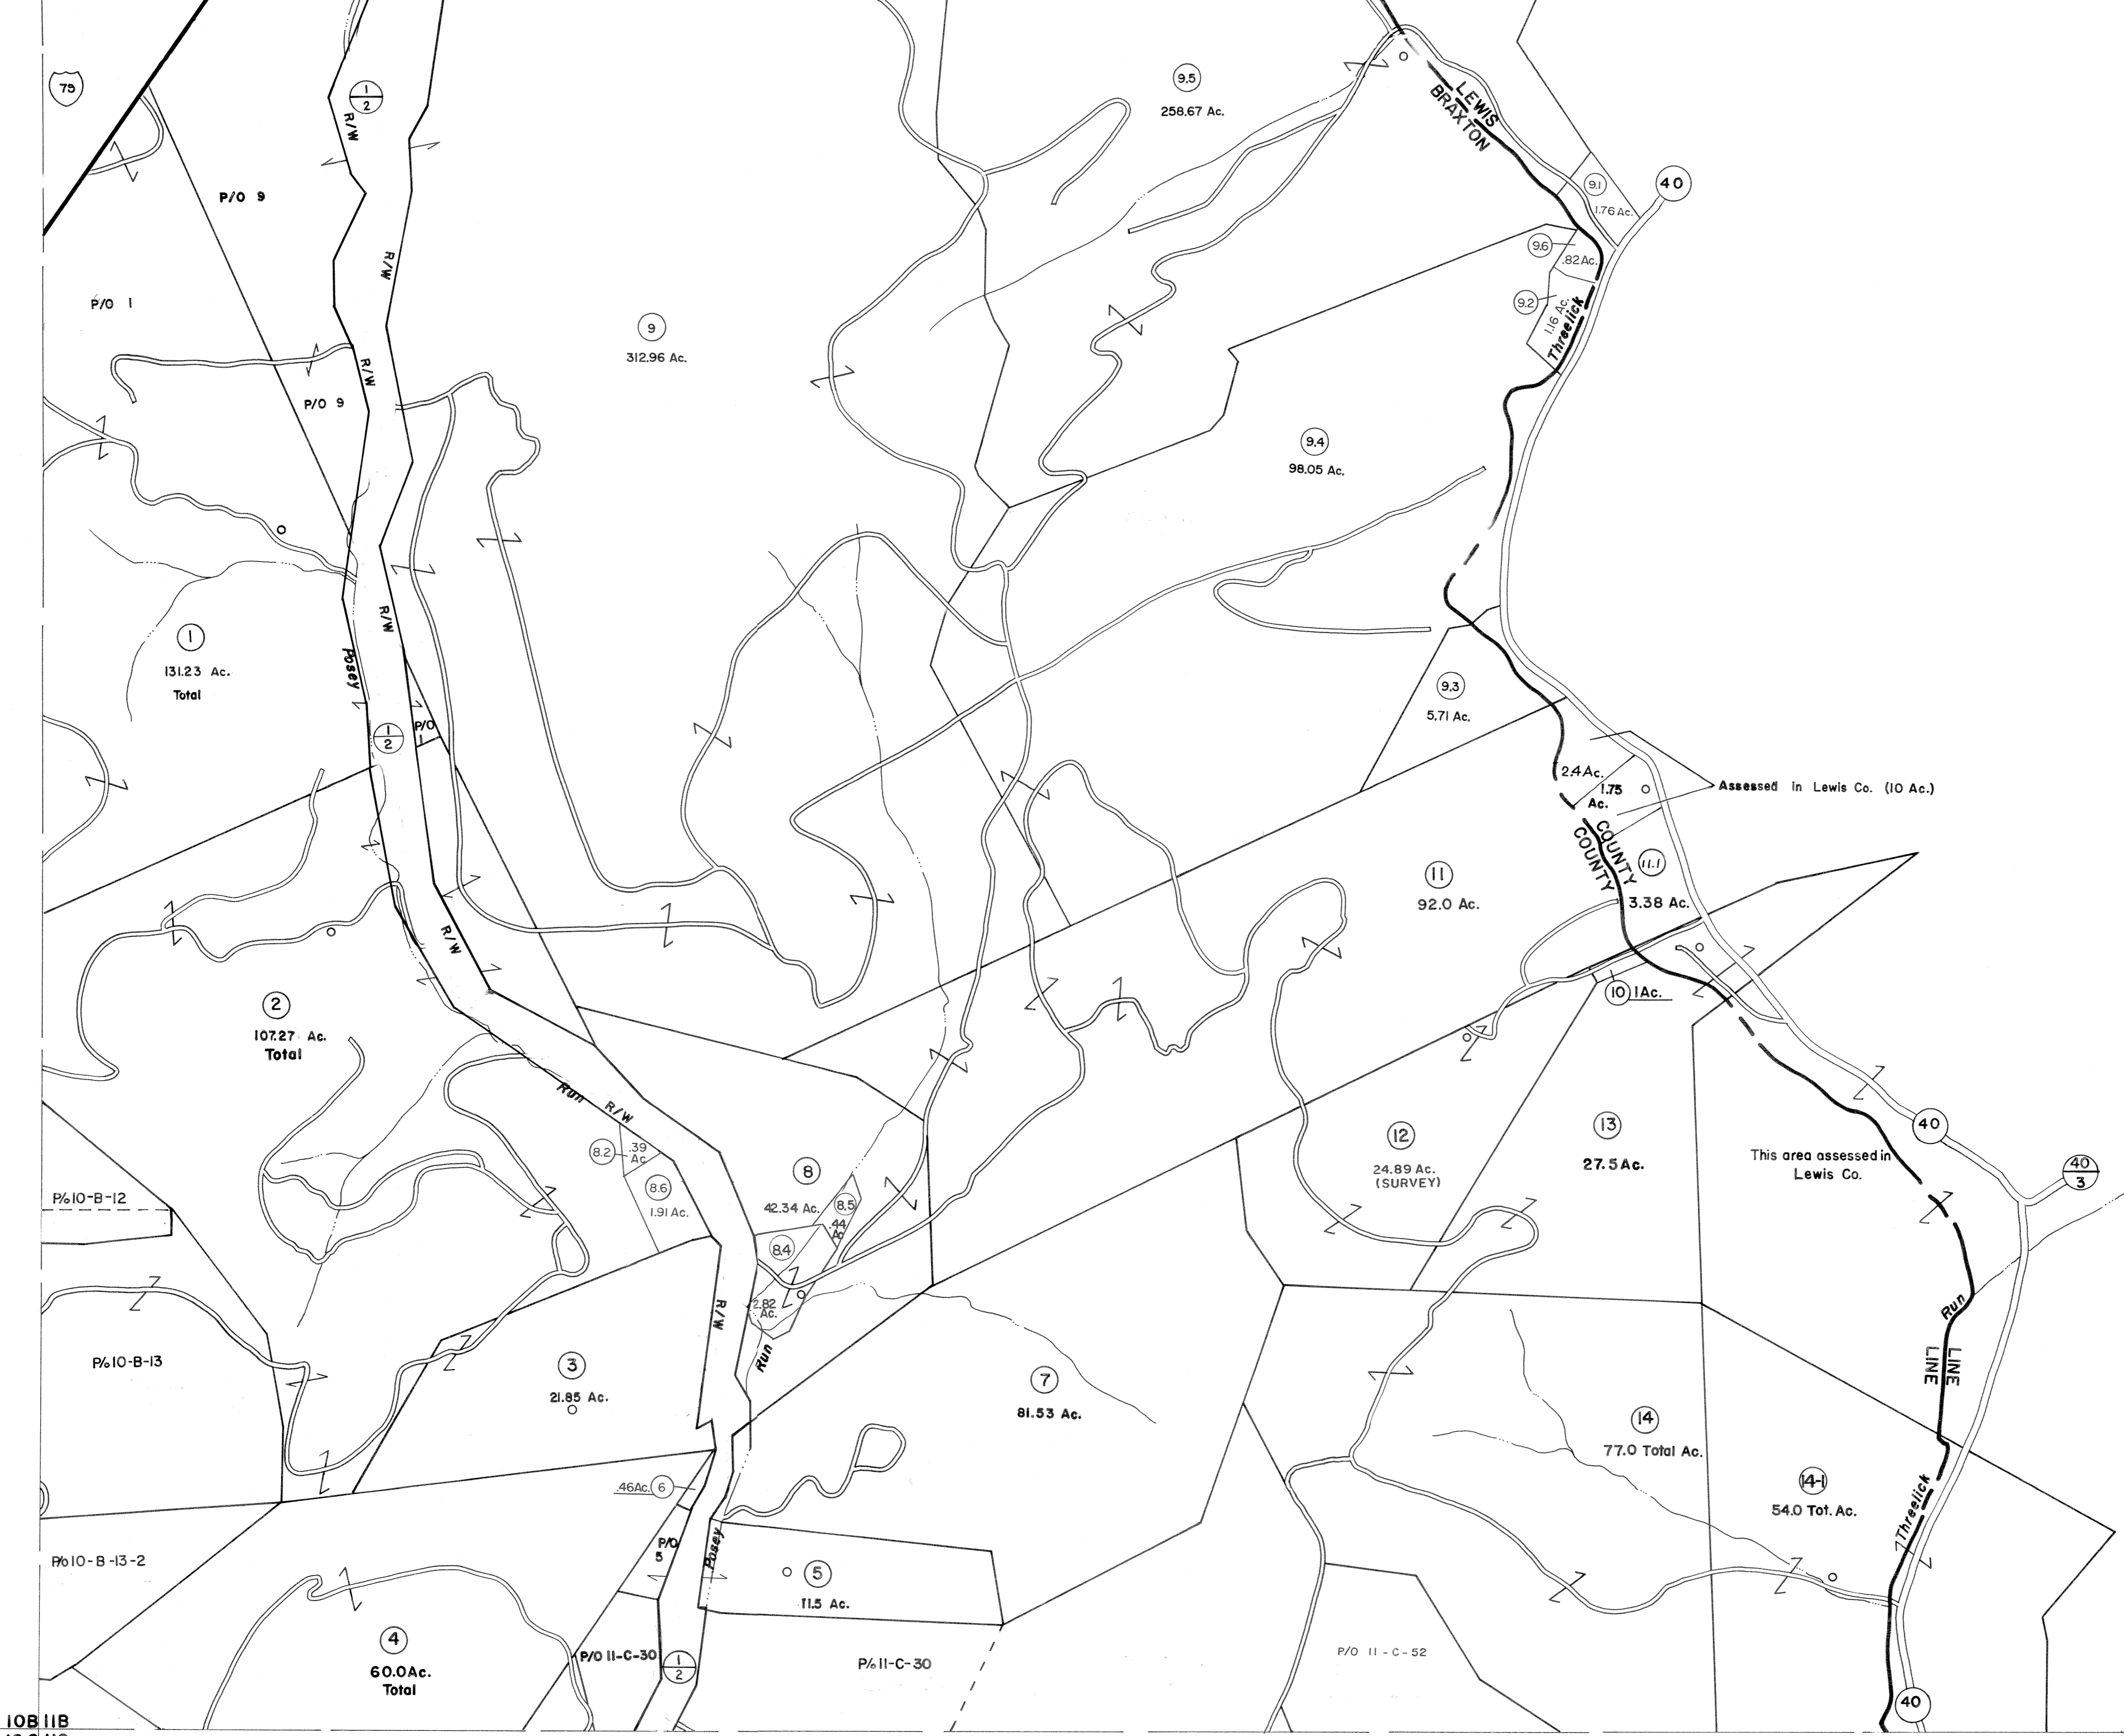 79
1
2
R/W
P/O 9
9.5
258.67 Ac.
LEWIS
BRAXTON
9.1
1.76 Ac.
40
9.6
.82 Ac.
9.2
1.16 Ac.
Threelick
R/W
P/O 1
9
312.96 Ac.
R/W
P/O 9
9.4
98.05 Ac.
1
131.23 Ac.
Total
R/W
Posey
1
2
P/O
1
9.3
5.71 Ac.
2.4 Ac.
1.75
Ac.
Assessed in Lewis Co. (10 Ac.)
COUNTY
COUNTY
11.1
3.38 Ac.
11
92.0 Ac.
R/W
10
.1 Ac.
2
107.27 Ac.
Total
Run
R/W
8.2
.39
Ac.
8.6
1.91 Ac.
8
42.34 Ac.
8.5
.44
Ac
8.4
2.82
Ac.
12
24.89 Ac.
(SURVEY)
13
27.5 Ac.
This area assessed in
Lewis Co.
40
40
3
P/o 10-B-12
R/W
Run
Run
LINE
LINE
P/o 10-B-13
3
21.85 Ac.
7
81.53 Ac.
14
77.0 Total Ac.
14-1
54.0 Tot. Ac.
Threelick
.46 Ac.
6
P/O
5
Posey
5
11.5 Ac.
P/o 10-B-13-2
4
60.0 Ac.
Total
P/O 11-C-30
1
2
P/o 11-C-30
P/O 11-C-52
40
10B 11B